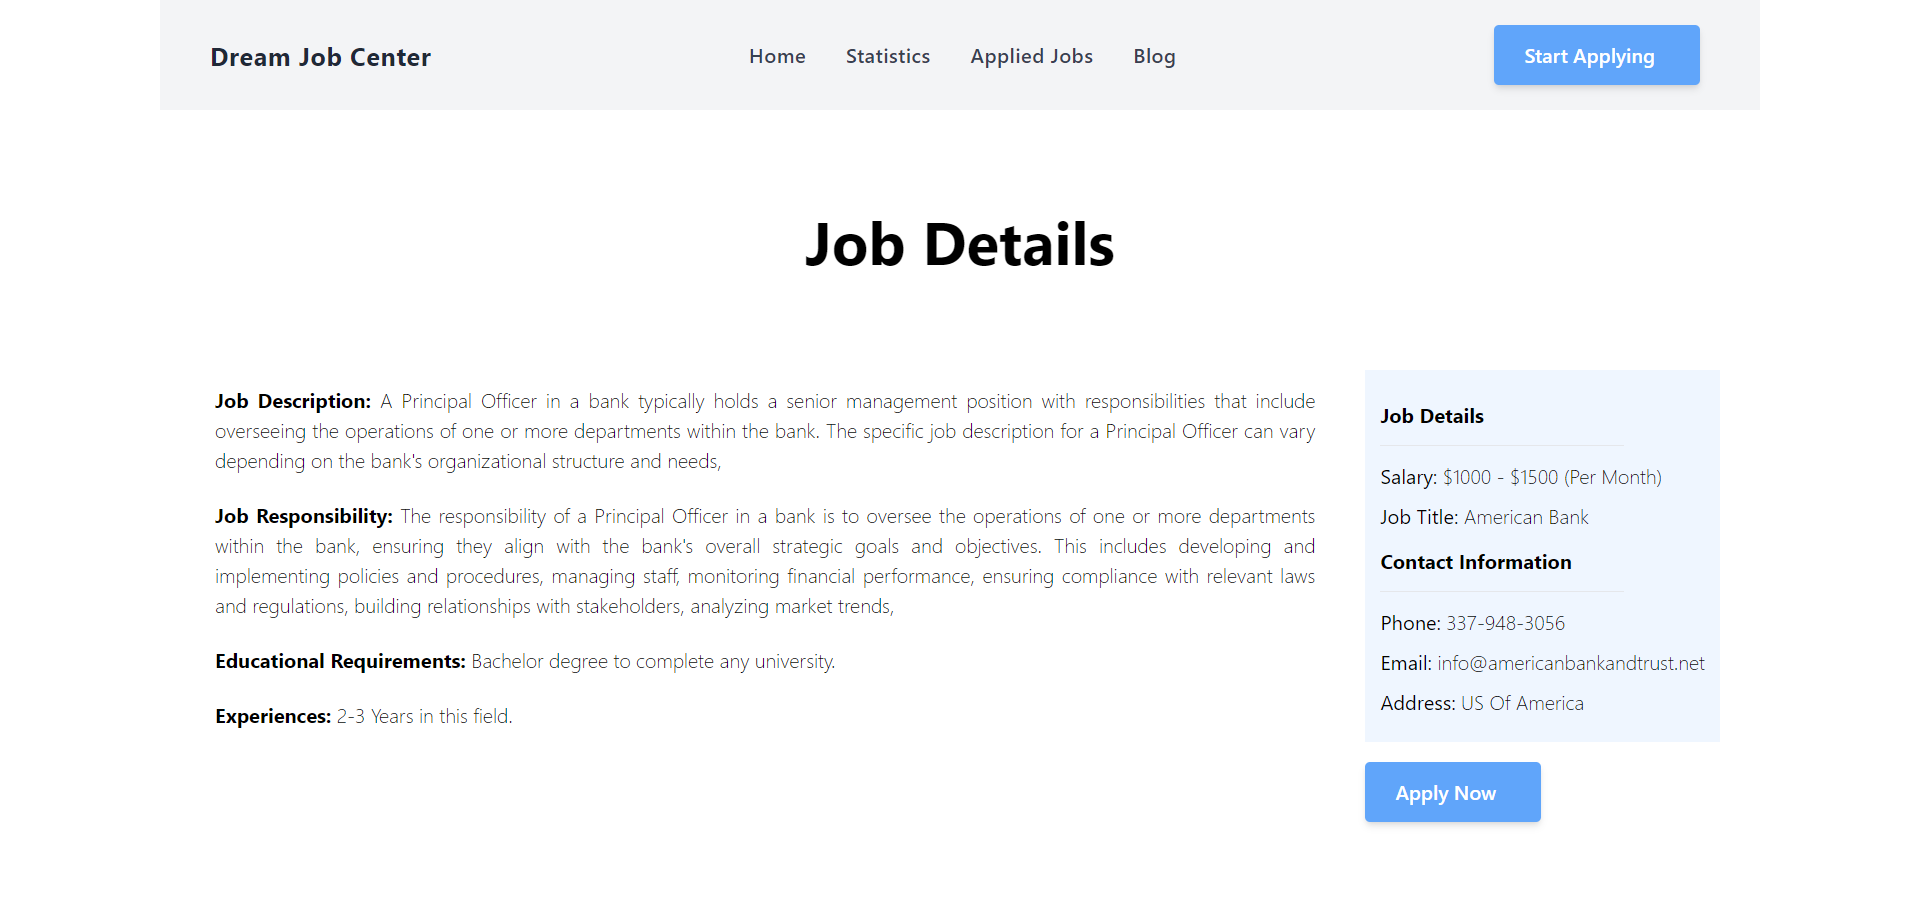 Dream Job Center
Home Statistics Applied Jobs Blog
Start Applying
Job Details
Job Description: A Principal Officer in a bank typically holds a senior management position with responsibilities that include
overseeing the operations of one or more departments within the bank. The specific job description for a Principal Officer can vary
depending on the bank's organizational structure and needs,
Job Responsibility: The responsibility of a Principal Officer in a bank is to oversee the operations of one or more departments
within the bank, ensuring they align with the bank's overall strategic goals and objectives. This includes developing and
implementing policies and procedures, managing staff, monitoring financial performance, ensuring compliance with relevant laws
and regulations, building relationships with stakeholders, analyzing market trends,
Educational Requirements: Bachelor degree to complete any university.
Experiences: 2-3 Years in this field.
Job Details
Salary: $1000 - $1500 (Per Month)
Job Title: American Bank
Contact Information
Phone: 337-948-3056
Email: info@americanbankandtrust.net
Address: US Of America
Apply Now